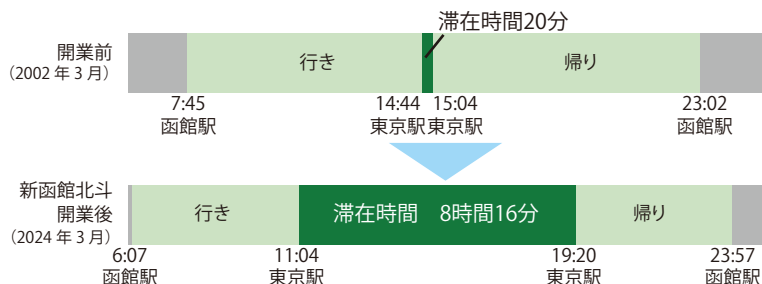 滞在時間20分
開業前
(2002 年 3 月)
行き
帰り
7:45
14:44
15:04
23:02
函館駅
東京駅
東京駅
函館駅
新函館北斗
開業後
(2024 年 3 月)
行き
滞在時間　8時間16分
帰り
6:07
11:04
19:20
23:57
函館駅
東京駅
東京駅
函館駅